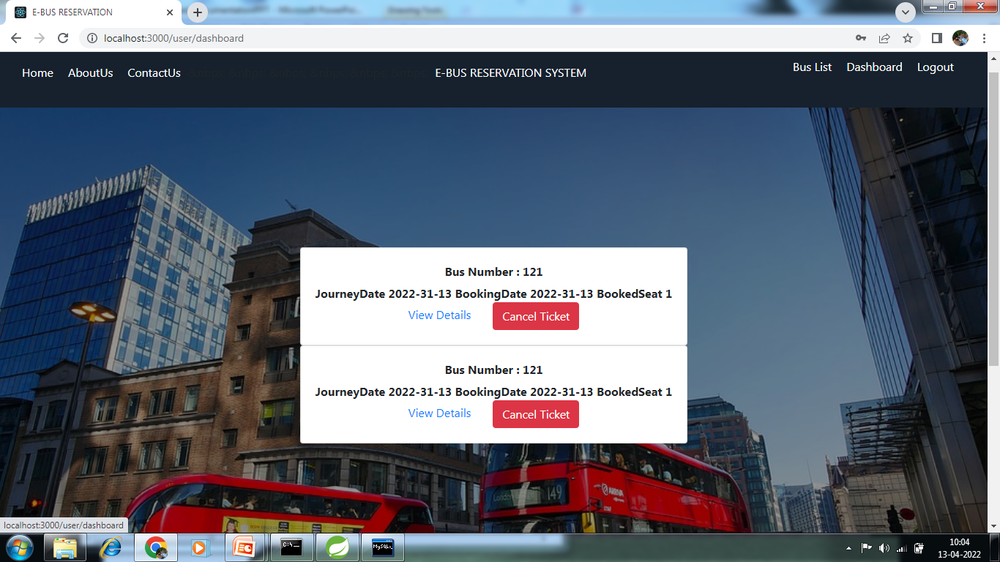 E-BUS RESERVATION
localhost:3000/user/dashboard
Home AboutUs ContactUs E-BUS RESERVATION SYSTEM Bus List Dashboard Logout
Bus Number : 121
JourneyDate 2022-31-13 BookingDate 2022-31-13 BookedSeat 1
View Details Cancel Ticket
Bus Number : 121
JourneyDate 2022-31-13 BookingDate 2022-31-13 BookedSeat 1
View Details Cancel Ticket
149
ARRIVA
localhost:3000/user/dashboard
C:\
MySQL
10:04
13-04-2022